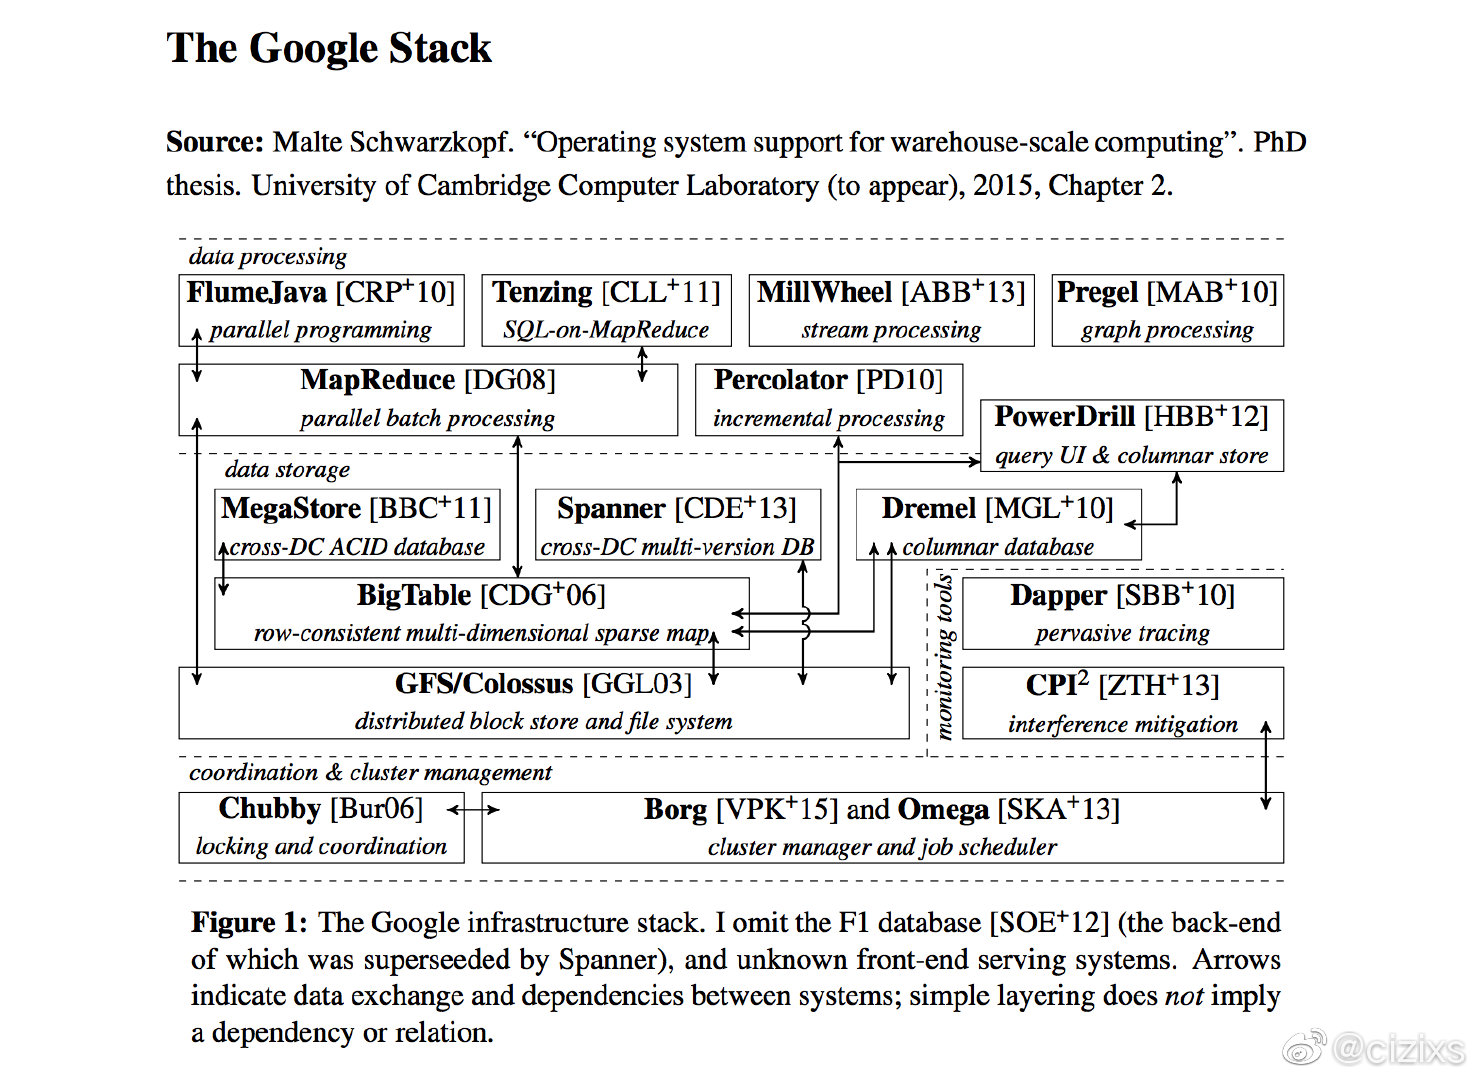 The Google Stack
Source: Malte Schwarzkopf. “Operating system support for warehouse-scale computing”. PhD
thesis. University of Cambridge Computer Laboratory (to appear), 2015, Chapter 2.
data processing
FlumeJava [CRP+10]
parallel programming
Tenzing [CLL+11]
SQL-on-MapReduce
MillWheel [ABB+13]
stream processing
Pregel [MAB+10]
graph processing
MapReduce [DG08]
parallel batch processing
Percolator [PD10]
incremental processing
PowerDrill [HBB+12]
query UI & columnar store
data storage
MegaStore [BBC+11]
cross-DC ACID database
Spanner [CDE+13]
cross-DC multi-version DB
Dremel [MGL+10]
columnar database
BigTable [CDG+06]
row-consistent multi-dimensional sparse map
monitoring tools
Dapper [SBB+10]
pervasive tracing
GFS/Colossus [GGL03]
distributed block store and file system
CPI2 [ZTH+13]
interference mitigation
coordination & cluster management
Chubby [Bur06]
locking and coordination
Borg [VPK+15] and Omega [SKA+13]
cluster manager and job scheduler
Figure 1: The Google infrastructure stack. I omit the F1 database [SOE+12] (the back-end
of which was superseeded by Spanner), and unknown front-end serving systems. Arrows
indicate data exchange and dependencies between systems; simple layering does not imply
a dependency or relation.
@cizixs